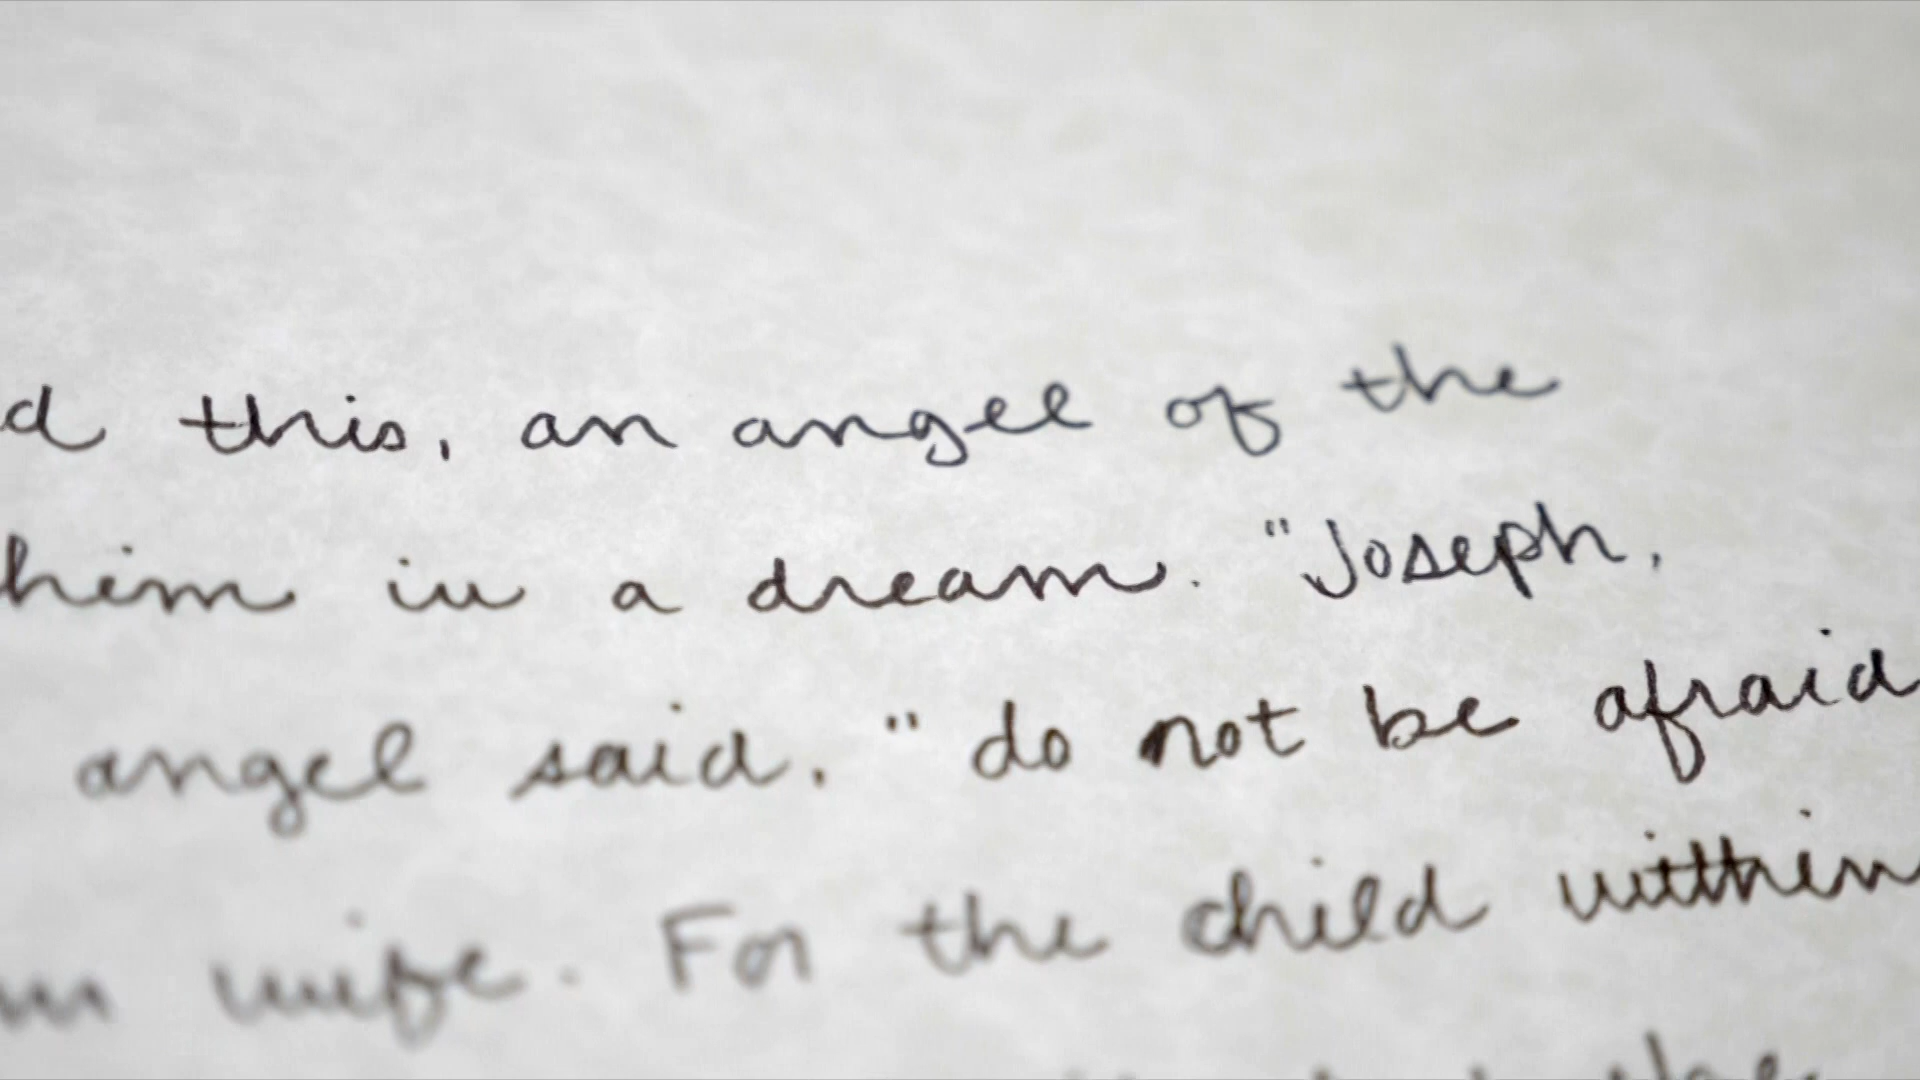 d this, an angel of the
him in a dream. "Joseph,
angel said. " do not be afraid
wife. For the child within
the